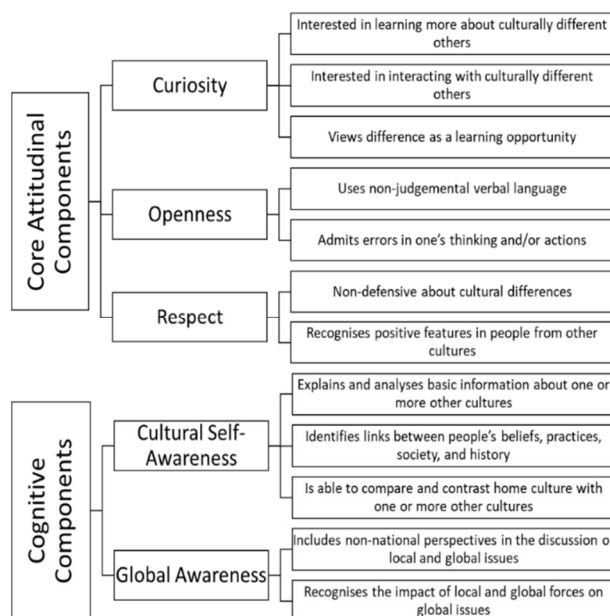 Core Attitudinal
Components
Curiosity
Interested in learning more about culturally different
others
Interested in interacting with culturally different
others
Views difference as a learning opportunity
Openness
Uses non-judgemental verbal language
Admits errors in one's thinking and/or actions
Respect
Non-defensive about cultural differences
Recognises positive features in people from other
cultures
Cognitive
Components
Cultural Self-
Awareness
Explains and analyses basic information about one or
more other cultures
Identifies links between people's beliefs, practices,
society, and history
Is able to compare and contrast home culture with
one or more other cultures
Global Awareness
Includes non-national perspectives in the discussion of
local and global issues
Recognises the impact of local and global forces on
global issues